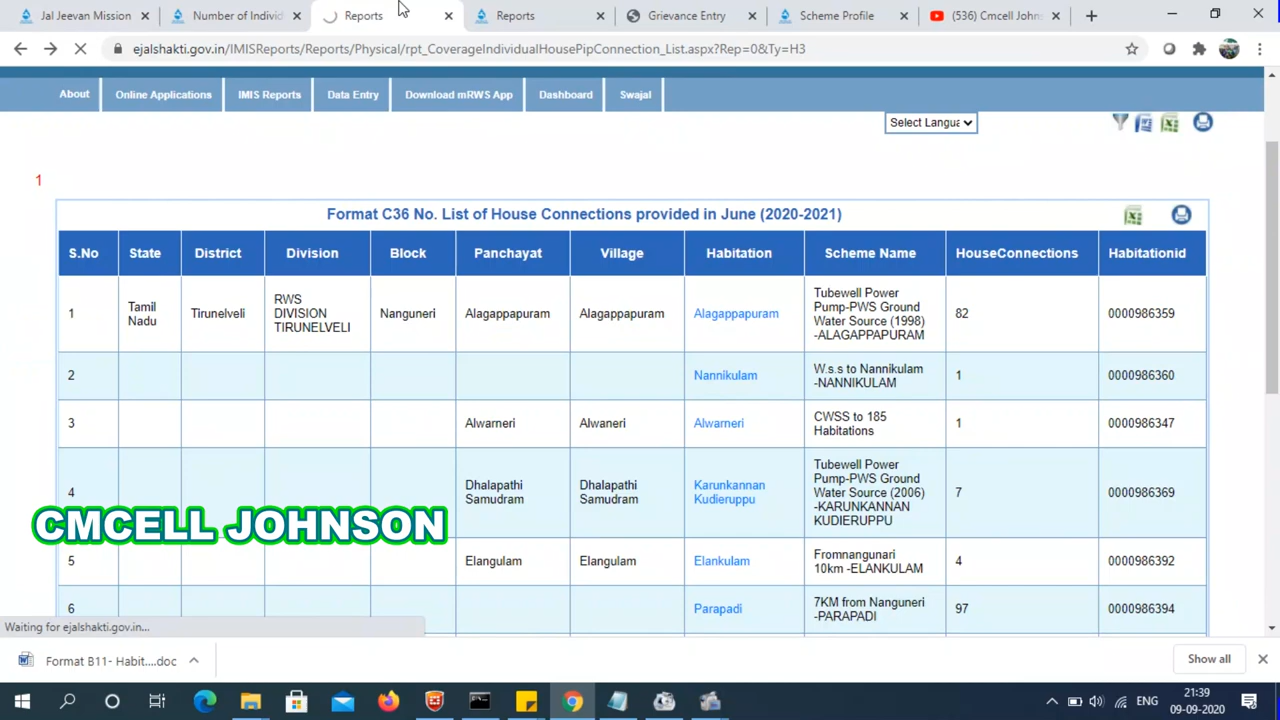 Jal Jeevan Mission
Number of Individ
Reports
Reports
Grievance Entry
Scheme Profile
(536) Cmcell John
ejalshakti.gov.in/IMISReports/Reports/Physical/rpt_CoverageIndividualHousePipConnection_List.aspx?Rep=0&Ty=H3
About Online Applications IMIS Reports Data Entry Download mRWS App Dashboard Swajal
Select Langua
1
Format C36 No. List of House Connections provided in June (2020-2021)
S.No State District Division Block Panchayat Village Habitation Scheme Name HouseConnections Habitationid
1
Tamil
Nadu
Tirunelveli
RWS
DIVISION
TIRUNELVELI
Nanguneri
Alagappapuram
Alagappapuram
Alagappapuram
Tubewell Power
Pump-PWS Ground
Water Source (1998)
-ALAGAPPAPURAM
82
0000986359
2
Nannikulam
W.s.s to Nannikulam
-NANNIKULAM
1
0000986360
3
Alwarneri
Alwaneri
Alwarneri
CWSS to 185
Habitations
1
0000986347
4
Dhalapathi
Samudram
Dhalapathi
Samudram
Karunkannan
Kudieruppu
Tubewell Power
Pump-PWS Ground
Water Source (2006)
-KARUNKANNAN
KUDIERUPPU
7
0000986369
CMCELL JOHNSON
5
Elangulam
Elangulam
Elankulam
Fromnangunari
10km -ELANKULAM
4
0000986392
6
Parapadi
7KM from Nanguneri
-PARAPADI
97
0000986394
Waiting for ejalshakti.gov.in...
Format B11- Habit....doc
Show all
ENG
21:39
09-09-2020